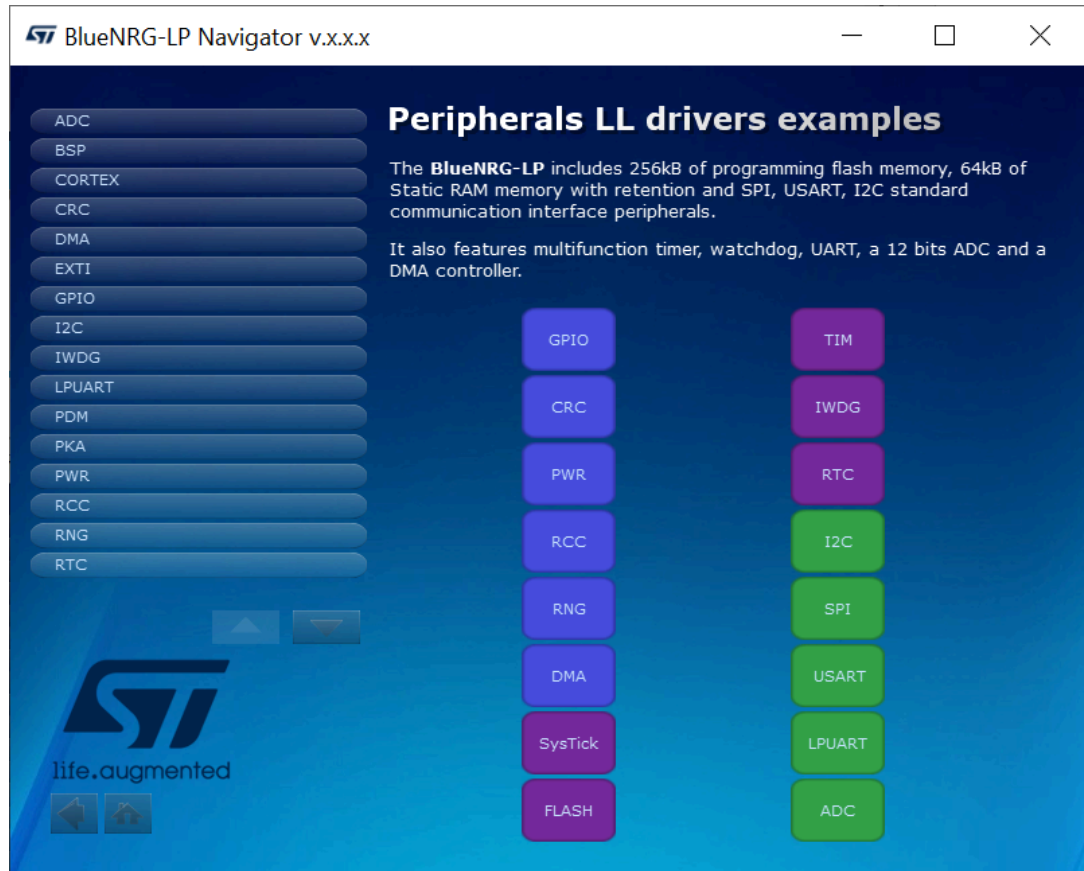 ST BlueNRG-LP Navigator v.x.x.x
ADC
BSP
CORTEX
CRC
DMA
EXTI
GPIO
I2C
IWDG
LPUART
PDM
PKA
PWR
RCC
RNG
RTC
ST
life.augmented
Peripherals LL drivers examples
The BlueNRG-LP includes 256kB of programming flash memory, 64kB of
Static RAM memory with retention and SPI, USART, I2C standard
communication interface peripherals.
It also features multifunction timer, watchdog, UART, a 12 bits ADC and a
DMA controller.
GPIO
TIM
CRC
IWDG
PWR
RTC
RCC
I2C
RNG
SPI
DMA
USART
SysTick
LPUART
FLASH
ADC